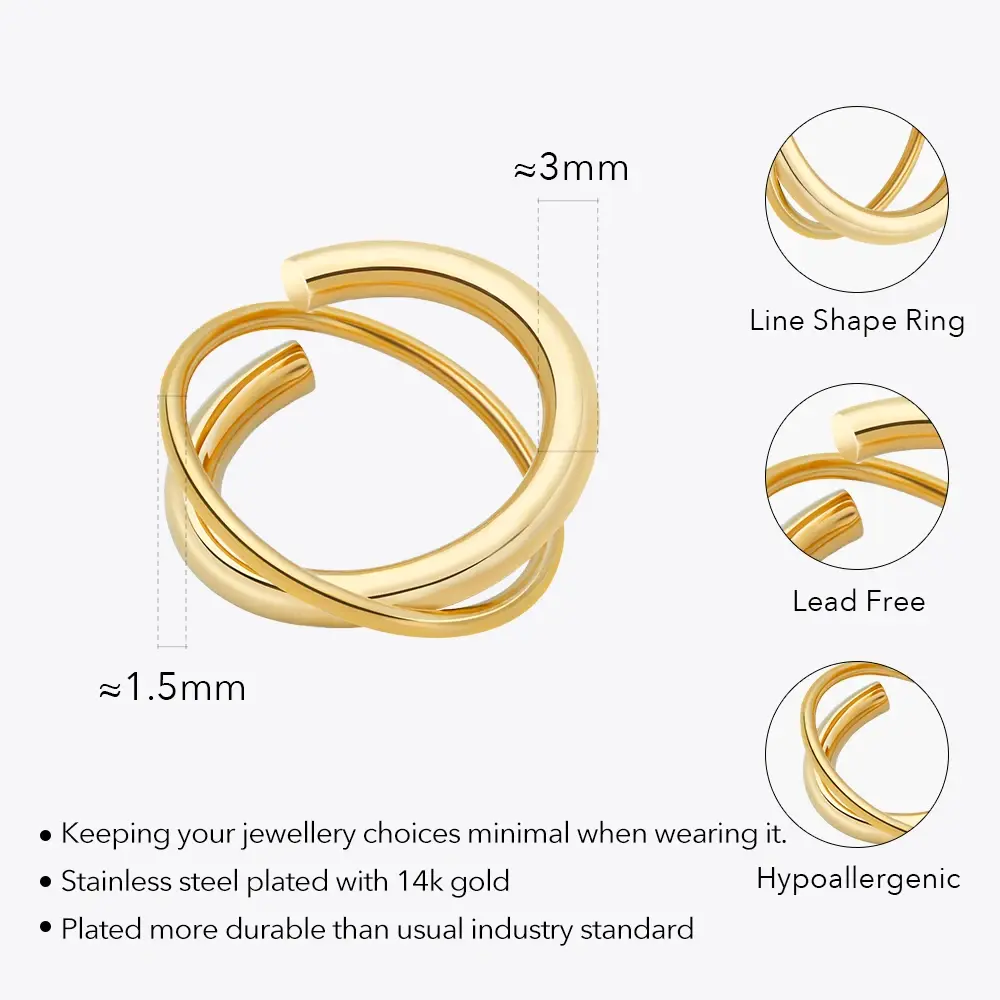 ≈3mm
Line Shape Ring
Lead Free
≈1.5mm
Hypoallergenic
• Keeping your jewellery choices minimal when wearing it.
• Stainless steel plated with 14k gold
• Plated more durable than usual industry standard